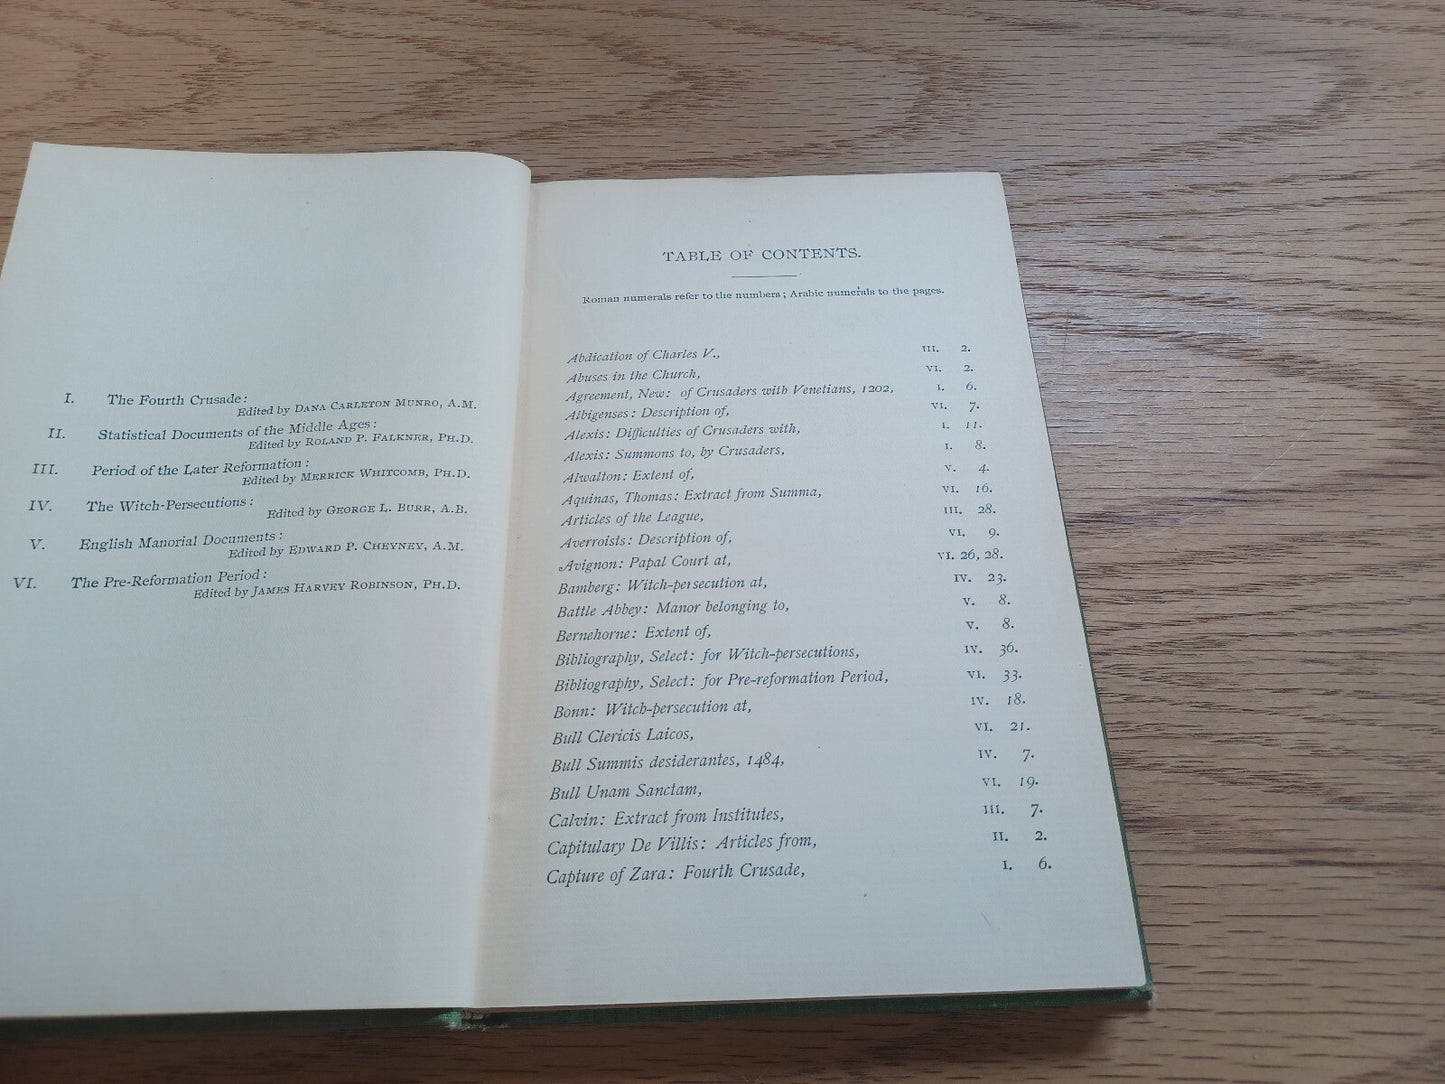 I. The Fourth Crusade:
Edited by DANA CARLETON MUNRO, A.M.
II. Statistical Documents of the Middle Ages:
Edited by ROLAND P. FALKNER, PH.D.
III. Period of the Later Reformation:
Edited by MERRICK WHITCOMB, PH.D.
IV. The Witch-Persecutions:
Edited by GEORGE L. BURR, A.B.
V. English Manorial Documents:
Edited by EDWARD P. CHEYNEY, A.M.
VI. The Pre-Reformation Period:
Edited by JAMES HARVEY ROBINSON, PH.D.
TABLE OF CONTENTS.
Roman numerals refer to the numbers; Arabic numerals to the pages.
Abdication of Charles V., III. 2.
Abuses in the Church, VI. 2.
Agreement, New: of Crusaders with Venetians, 1202, I. 6.
Albigenses: Description of, VI. 7.
Alexis: Difficulties of Crusaders with, I. 11.
Alexis: Summons to, by Crusaders, I. 8.
Alwalton: Extent of, V. 4.
Aquinas, Thomas: Extract from Summa, VI. 16.
Articles of the League, III. 28.
Averroists: Description of, VI, 9.
Avignon: Papal Court at, VI. 26, 28.
Bamberg: Witch-persecution at, IV. 23.
Battle Abbey: Manor belonging to, V. 8.
Bernehorne: Extent of, V. 8.
Bibliography, Select: for Witch-persecutions, IV. 36.
Bibliography, Select: for Pre-reformation Period, VI. 33.
Bonn: Witch-persecution at, IV. 18.
Bull Clericis Laicos, VI. 21.
Bull Summis desiderantes, 1484, IV. 7.
Bull Unam Sanctam, VI. 19.
Calvin: Extract from Institutes, III. 7.
Capitulary De Villis: Articles from, II. 2.
Capture of Zara: Fourth Crusade, I. 6.